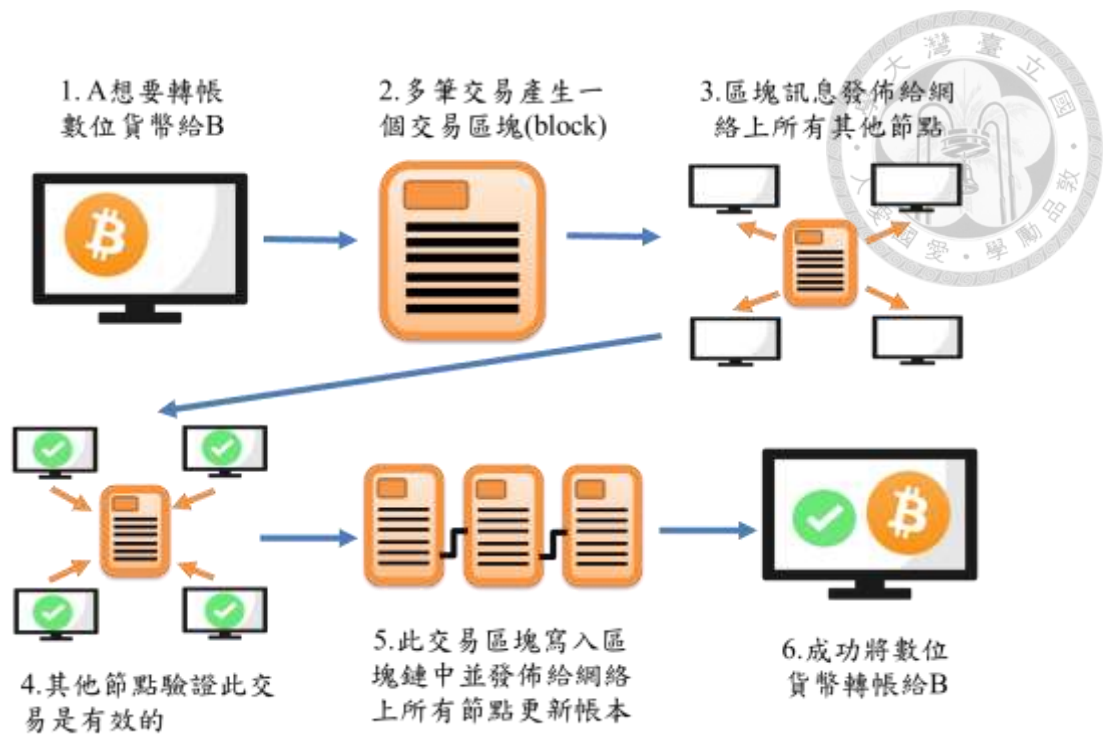 1. A想要轉帳
數位貨幣給B
2.多筆交易產生一
個交易區塊(block)
3.區塊訊息發佈給網
絡上所有其他節點
4.其他節點驗證此交
易是有效的
5.此交易區塊寫入區
塊鏈中並發佈給網絡
上所有節點更新帳本
6.成功將數位
貨幣轉帳給B